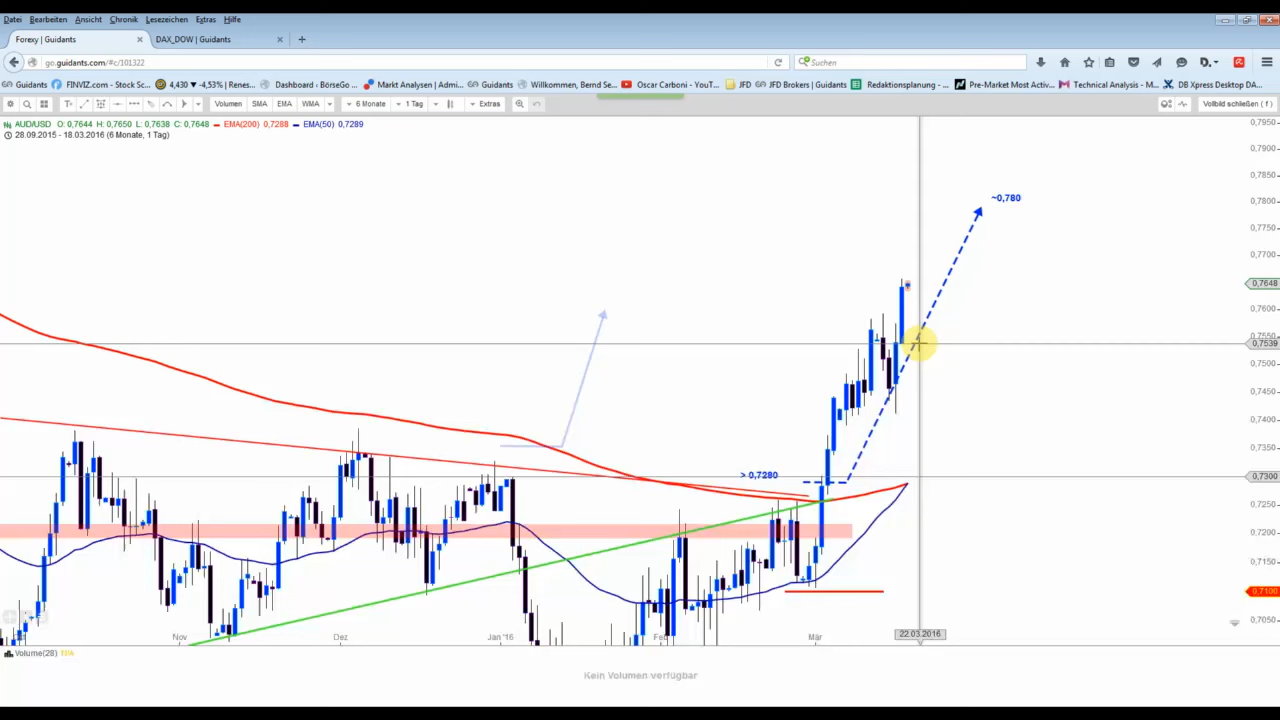 Datei Bearbeiten Ansicht Chronik Lesezeichen Extras Hilfe
Forexy | Guidants × DAX_DOW | Guidants × +
go.guidants.com/#c/101322 Suchen
Guidants FINVIZ.com - Stock Sc... 4,430 ▼ -4,53% | Renes... Dashboard ‹ BörseGo ... Markt Analysen | Admi... Guidants Willkommen, Bernd Se... Oscar Carboni - YouT... JFD JFD Brokers | Guidants Redaktionsplanung - ... Pre-Market Most Activ... Technical Analysis - M... DB Xpress Desktop DA...
Volumen SMA EMA WMA 6 Monate 1 Tag Extras Vollbild schließen ( f )
AUD/USD O: 0,7644 H: 0,7650 L: 0,7638 C: 0,7648 EMA(200) 0,7288 EMA(50) 0,7289
28.09.2015 - 18.03.2016 (6 Monate, 1 Tag)
0,7950
0,7900
0,7850
~0,780
0,7800
0,7750
0,7700
0,7648
0,7600
0,7550
0,7539
0,7500
0,7450
0,7400
0,7350
> 0,7280
0,7300
0,7250
0,7200
0,7150
0,7100
0,7050
Nov Dez Jan '16 Feb Mär 22.03.2016
Volume(28) N/A
Kein Volumen verfügbar